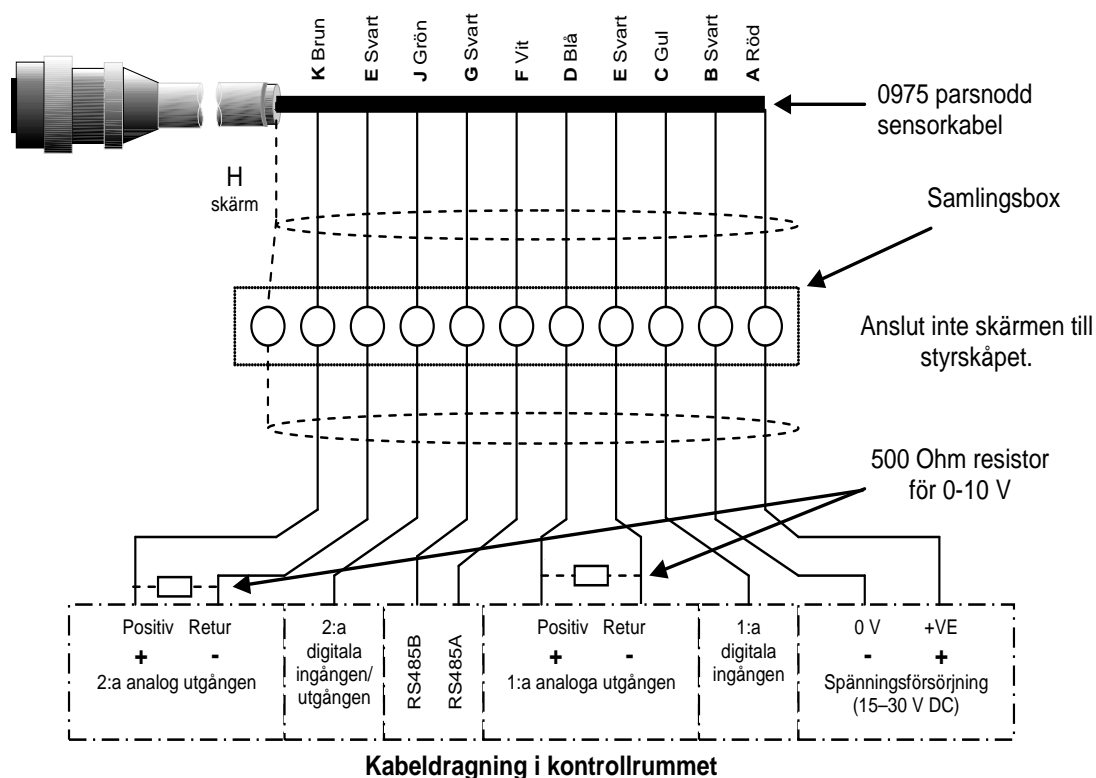 K Brun
E Svart
J Grön
G Svart
F Vit
D Blå
E Svart
C Gul
B Svart
A Röd
0975 parsnodd
sensorkabel
H
skärm
Samlingsbox
Anslut inte skärmen till
styrskåpet.
500 Ohm resistor
för 0-10 V
Positiv Retur
+ -
2:a analog utgången
2:a
digitala
ingången/
utgången
RS485B
RS485A
Positiv Retur
+ -
1:a analoga utgången
1:a
digitala
ingången
0 V +VE
- +
Spänningsförsörjning
(15–30 V DC)
Kabeldragning i kontrollrummet